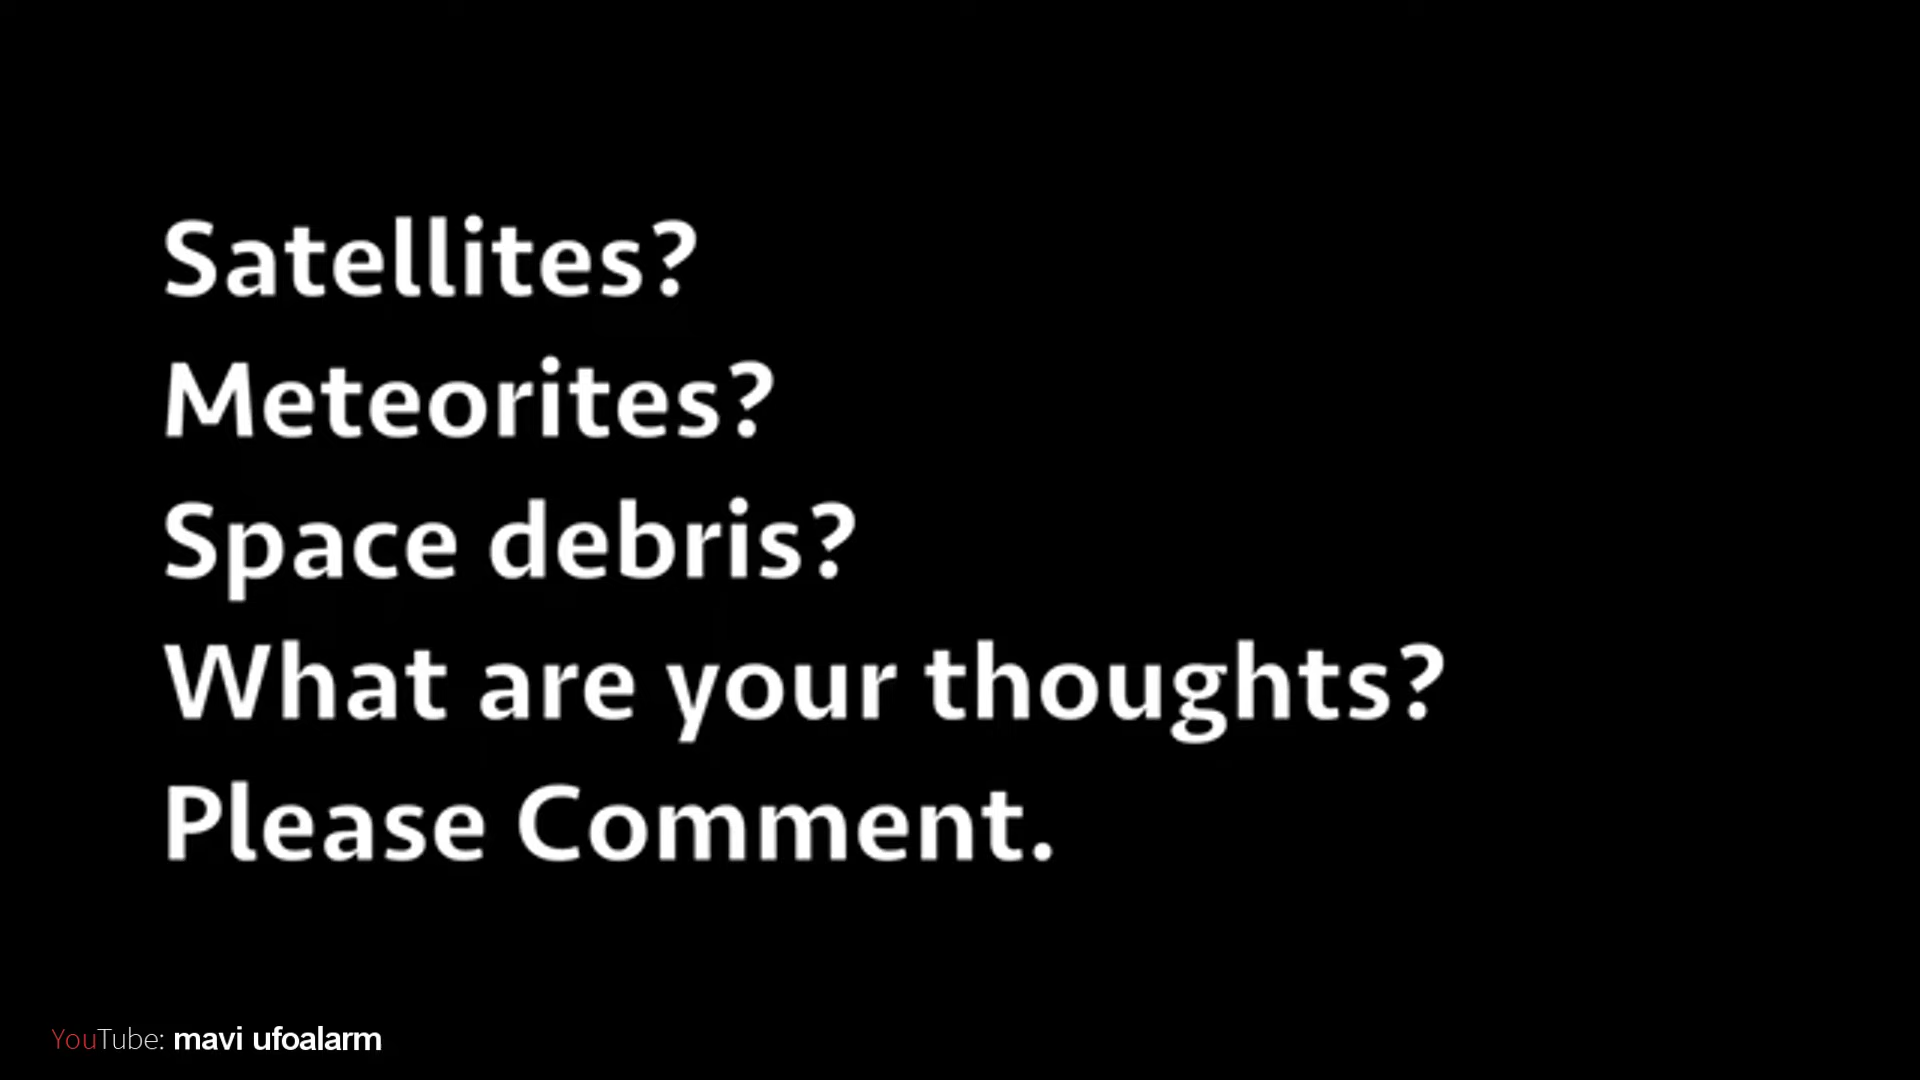 Satellites?
Meteorites?
Space debris?
What are your thoughts?
Please Comment.
YouTube: mavi ufoalarm